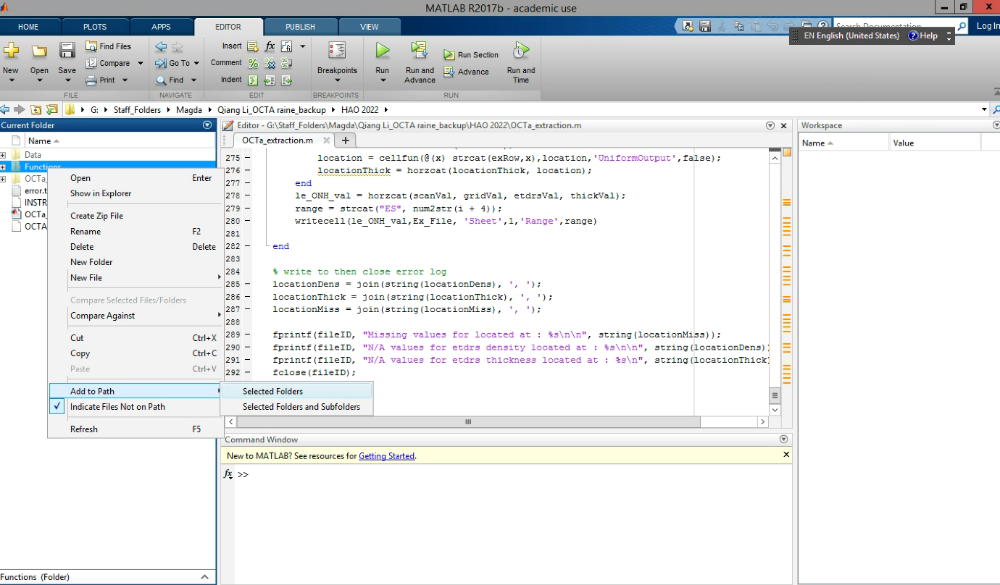 MATLAB R2017b - academic use
HOME PLOTS APPS EDITOR PUBLISH VIEW
Search Documentation Log In
EN English (United States) Help
New Open Save Find Files Compare Print
Go To Find
Insert fx
Comment
Indent
Breakpoints
Run
Run and Advance
Run Section
Advance
Run and Time
FILE NAVIGATE EDIT BREAKPOINTS RUN
G: Staff_Folders Magda Qiang Li_OCTA raine_backup HAO 2022
Current Folder
Name
Data
Functions
OCTa_
error.t
INSTR
OCTa_
OCTA
Open Enter
Show in Explorer
Create Zip File
Rename F2
Delete Delete
New Folder
New File
Compare Selected Files/Folders
Compare Against
Cut Ctrl+X
Copy Ctrl+C
Paste Ctrl+V
Add to Path
Indicate Files Not on Path
Refresh F5
Selected Folders
Selected Folders and Subfolders
Functions (Folder)
Editor - G:\Staff_Folders\Magda\Qiang Li_OCTA raine_backup\HAO 2022\OCTa_extraction.m
OCTa_extraction.m
275 - location = cellfun(@(x) strcat(exRow,x),location,'UniformOutput',false);
276 - locationThick = horzcat(locationThick, location);
277 - end
278 - le_ONH_val = horzcat(scanVal, gridVal, etdrsVal, thickVal);
279 - range = strcat("ES", num2str(i + 4));
280 - writecell(le_ONH_val,Ex_File, 'Sheet',1,'Range',range)
281
282 - end
283
284 % write to then close error log
285 - locationDens = join(string(locationDens), ', ');
286 - locationThick = join(string(locationThick), ', ');
287 - locationMiss = join(string(locationMiss), ', ');
288
289 - fprintf(fileID, "Missing values for located at : %s\n\n", string(locationMiss));
290 - fprintf(fileID, "N/A values for etdrs density located at : %s\n\n", string(locationDens)
291 - fprintf(fileID, "N/A values for etdrs thickness located at : %s\n", string(locationThick
292 - fclose(fileID);
Command Window
New to MATLAB? See resources for Getting Started.
fx >>
Workspace
Name Value